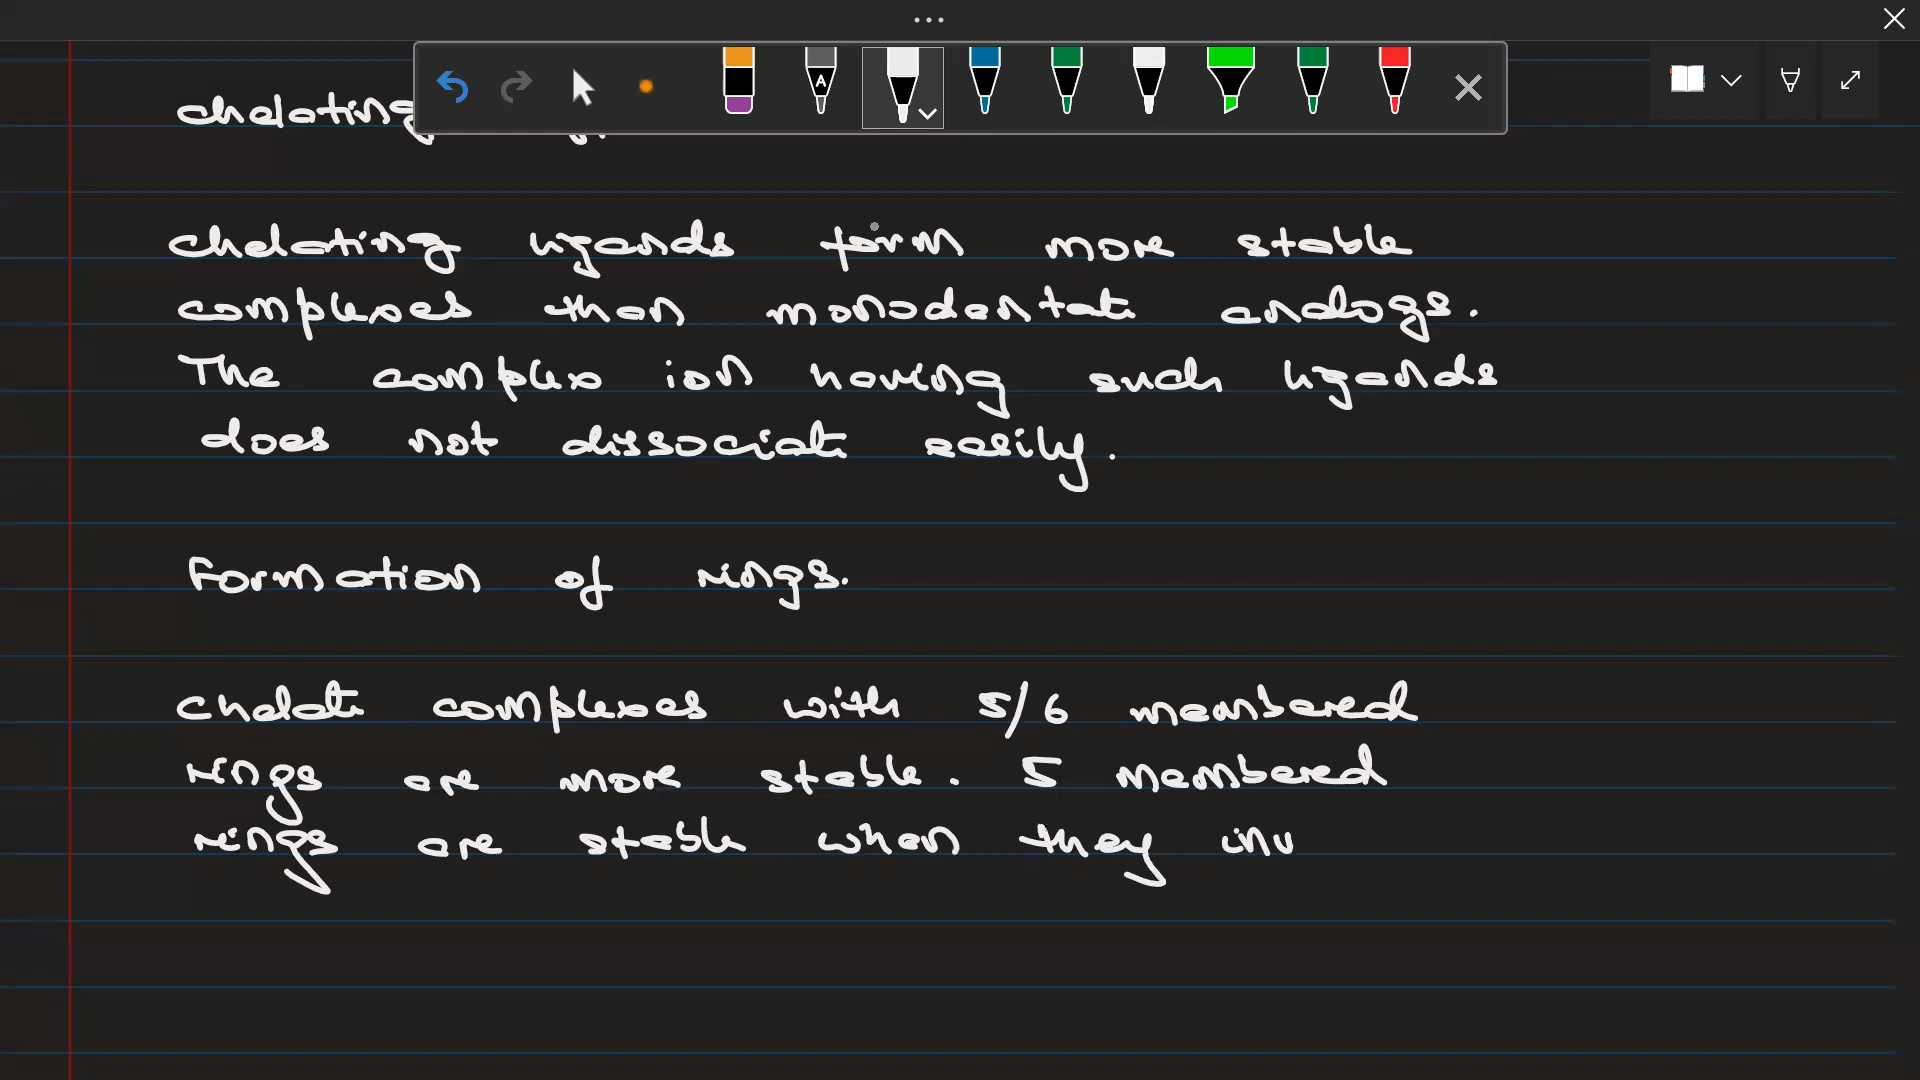 chelating
chelating ligands form more stable
complexes than monodentate analogs.
The complex ion having such ligands
does not dissociate easily.
Formation of rings.
chelate complexes with 5/6 membered
rings are more stable. 5 membered
rings are stable when they inv